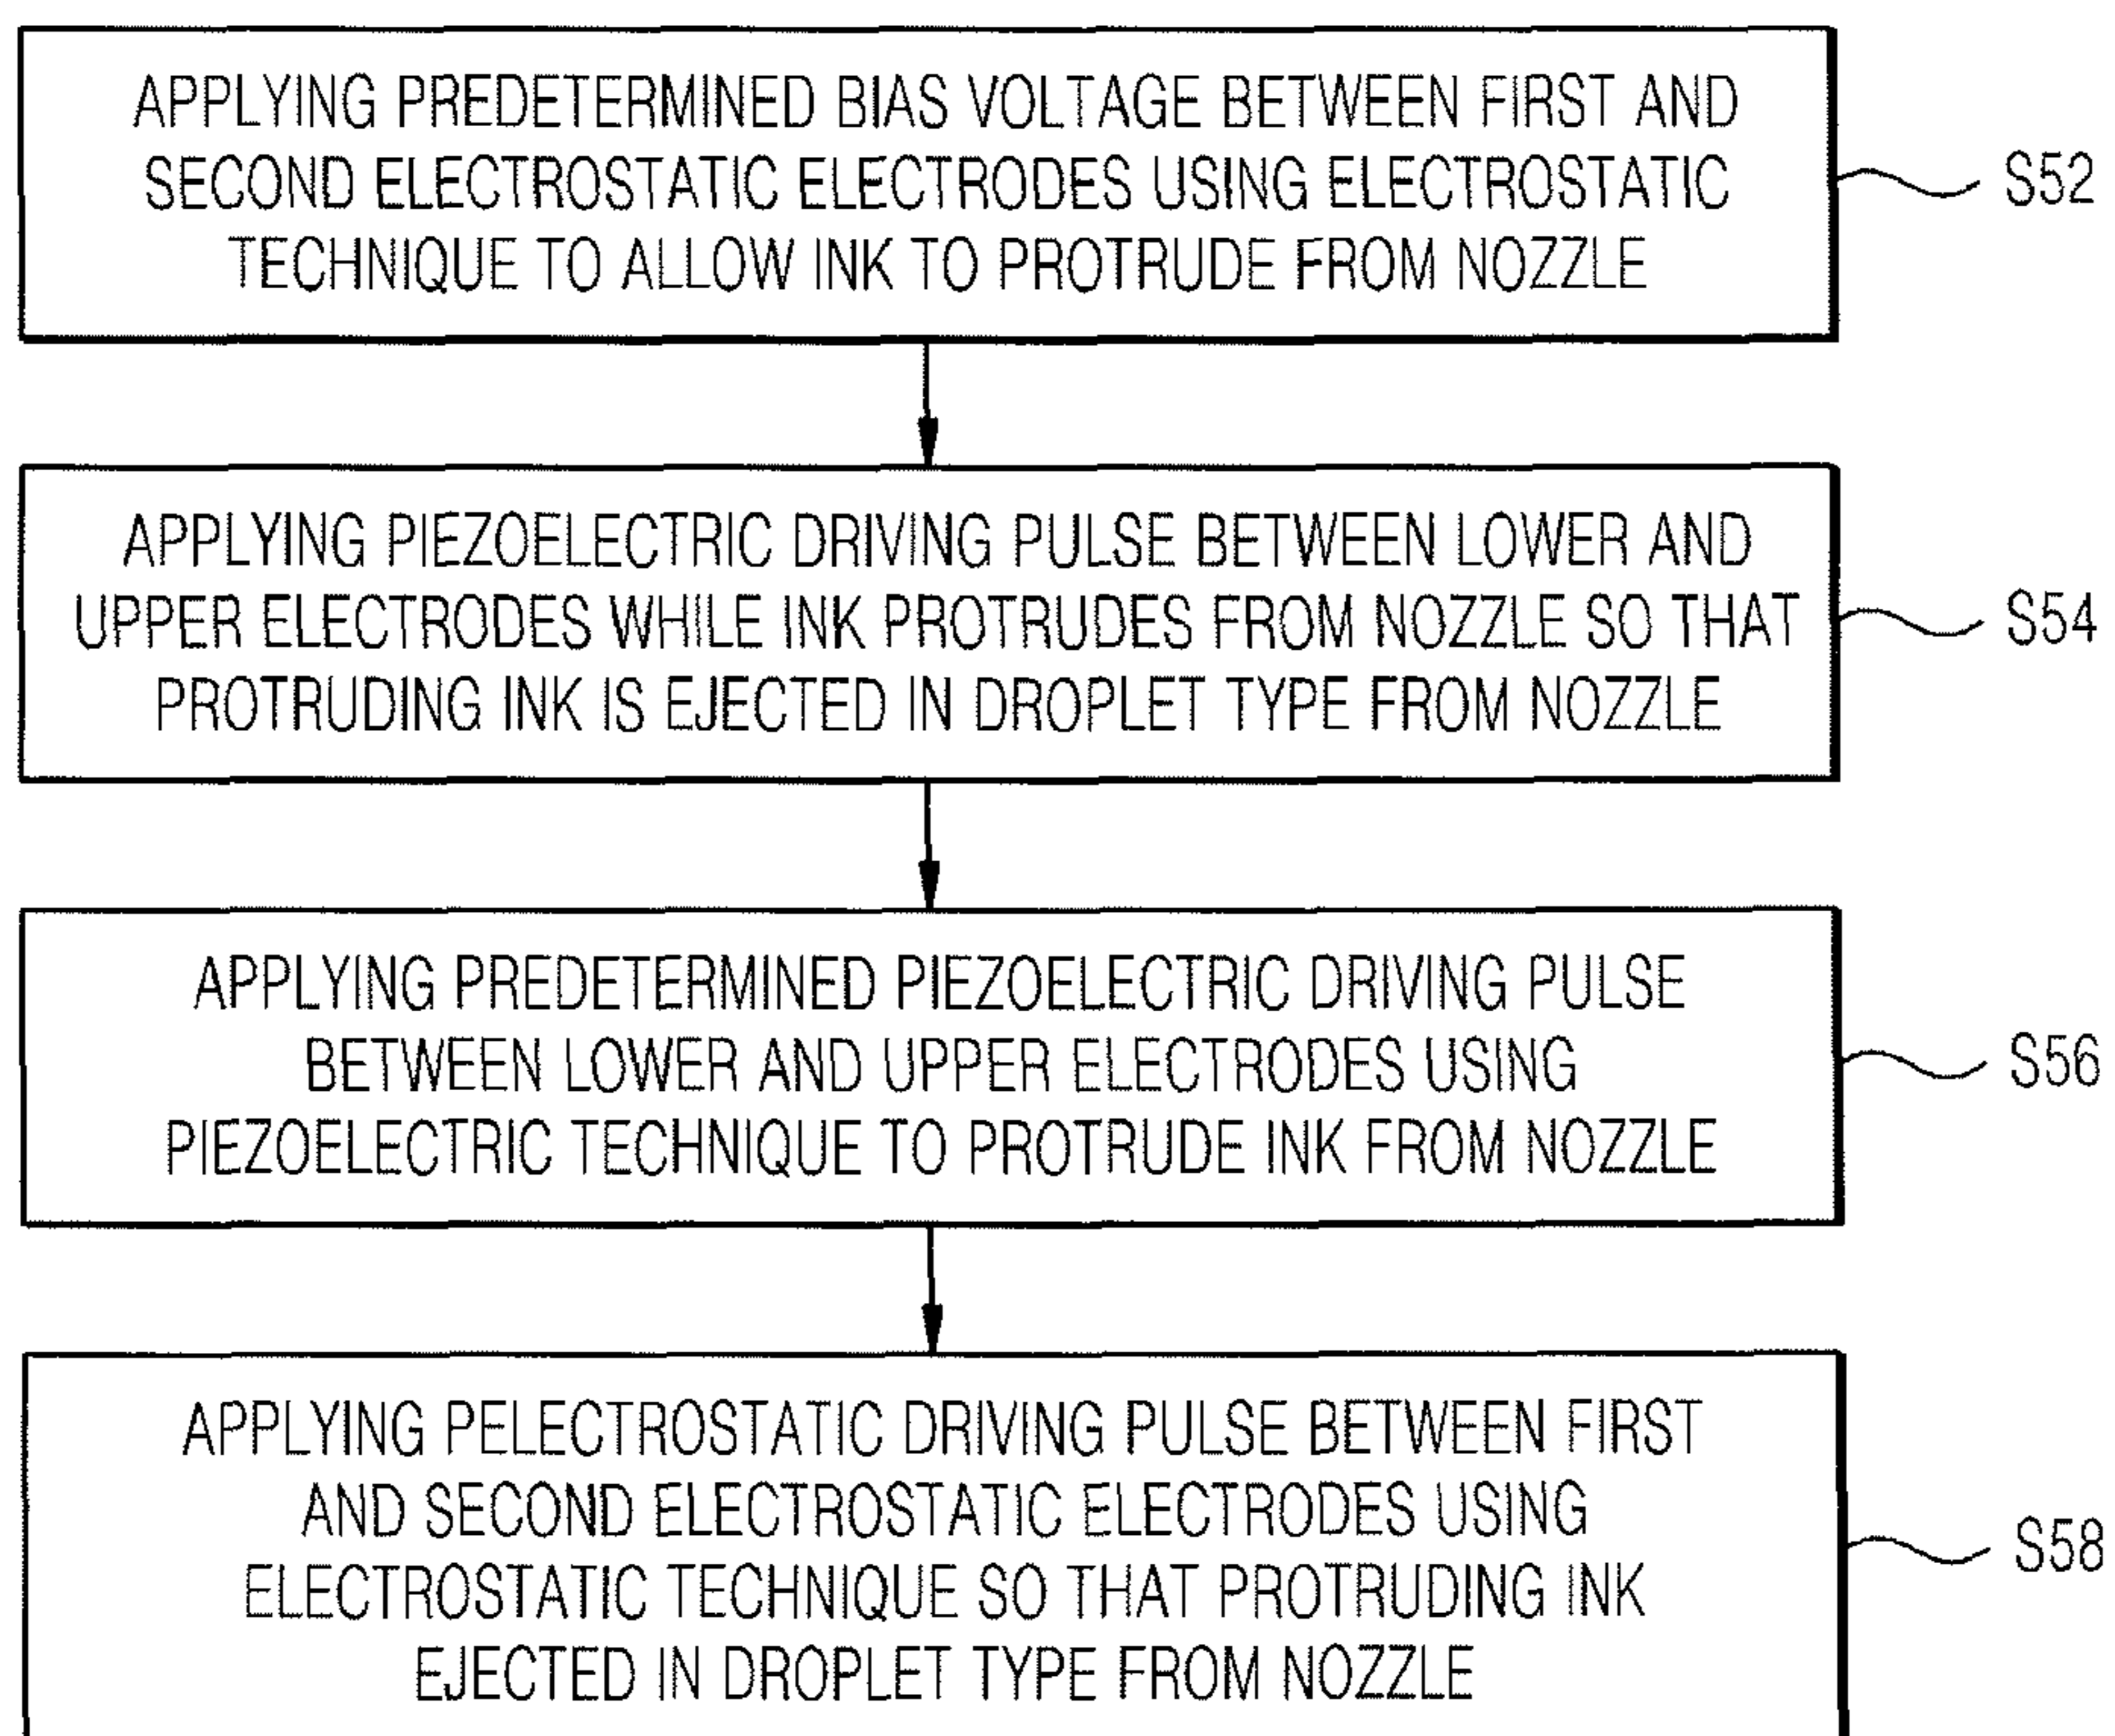 APPLYING PREDETERMINED BIAS VOLTAGE BETWEEN FIRST AND
SECOND ELECTROSTATIC ELECTRODES USING ELECTROSTATIC
TECHNIQUE TO ALLOW INK TO PROTRUDE FROM NOZZLE
S52
APPLYING PIEZOELECTRIC DRIVING PULSE BETWEEN LOWER AND
UPPER ELECTRODES WHILE INK PROTRUDES FROM NOZZLE SO THAT
PROTRUDING INK IS EJECTED IN DROPLET TYPE FROM NOZZLE
S54
APPLYING PREDETERMINED PIEZOELECTRIC DRIVING PULSE
BETWEEN LOWER AND UPPER ELECTRODES USING
PIEZOELECTRIC TECHNIQUE TO PROTRUDE INK FROM NOZZLE
S56
APPLYING PELECTROSTATIC DRIVING PULSE BETWEEN FIRST
AND SECOND ELECTROSTATIC ELECTRODES USING
ELECTROSTATIC TECHNIQUE SO THAT PROTRUDING INK
EJECTED IN DROPLET TYPE FROM NOZZLE
S58